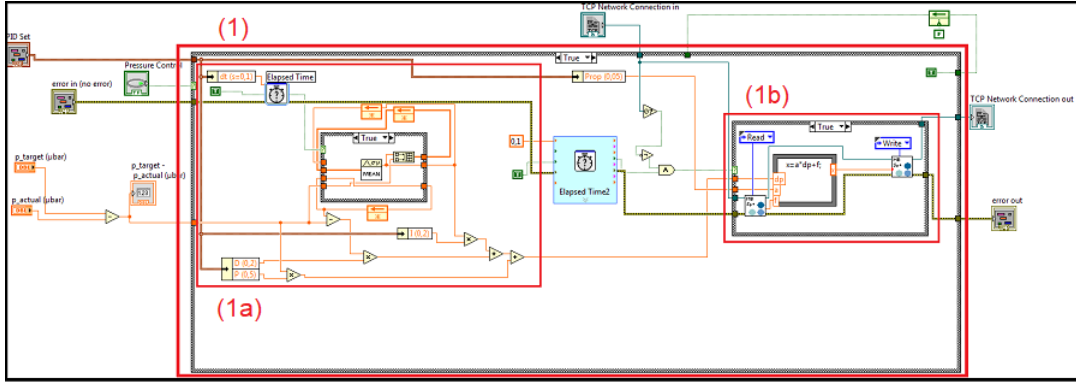 TCP Network Connection in
(1)
PID Set
True
Pressure Control
dt (s=0,1)
Elapsed Time
Prop (0,05)
error in (no error)
(1b)
TCP Network Connection out
True
True
Read
Write
p_target (µbar)
p_target -
p_actual (µbar)
0,1
MEAN
x=a*dp+f;
dp
a
f
x
p_actual (µbar)
Elapsed Time2
error out
I (0,2)
D (0,2)
P (0,5)
(1a)